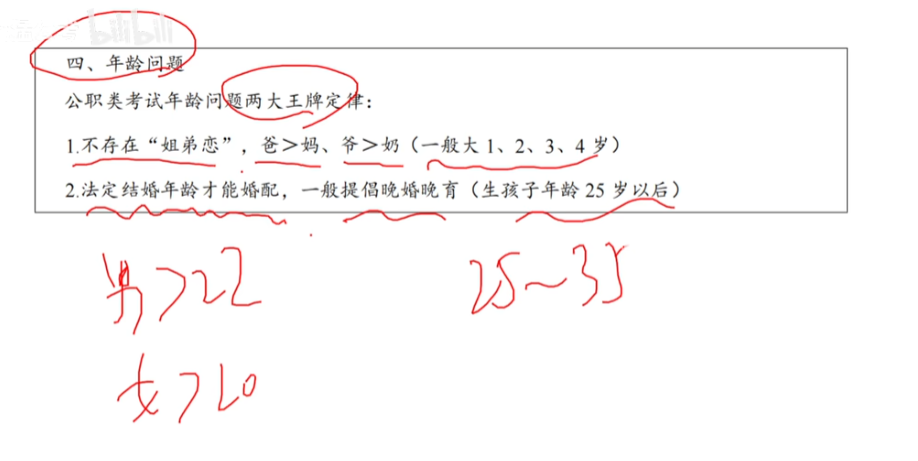 bilibili
四、年龄问题
公职类考试年龄问题两大王牌定律：
1.不存在“姐弟恋”，爸＞妈、爷＞奶（一般大 1、2、3、4 岁）
2.法定结婚年龄才能婚配，一般提倡晚婚晚育（生孩子年龄 25 岁以后）
男＞22
25～35
女＞20